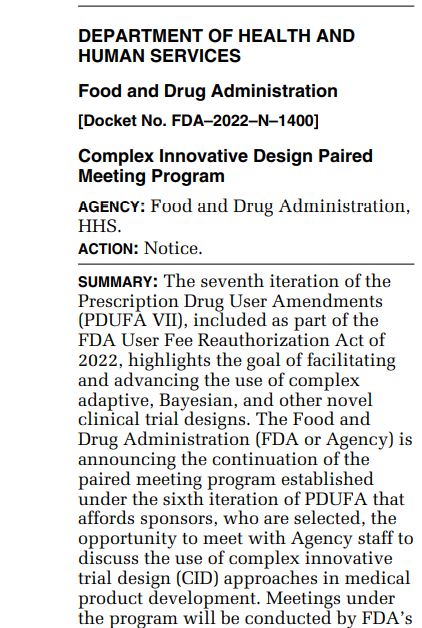 DEPARTMENT OF HEALTH AND
HUMAN SERVICES
Food and Drug Administration
[Docket No. FDA–2022–N–1400]
Complex Innovative Design Paired
Meeting Program
AGENCY: Food and Drug Administration,
HHS.
ACTION: Notice.
SUMMARY: The seventh iteration of the
Prescription Drug User Amendments
(PDUFA VII), included as part of the
FDA User Fee Reauthorization Act of
2022, highlights the goal of facilitating
and advancing the use of complex
adaptive, Bayesian, and other novel
clinical trial designs. The Food and
Drug Administration (FDA or Agency) is
announcing the continuation of the
paired meeting program established
under the sixth iteration of PDUFA that
affords sponsors, who are selected, the
opportunity to meet with Agency staff to
discuss the use of complex innovative
trial design (CID) approaches in medical
product development. Meetings under
the program will be conducted by FDA's